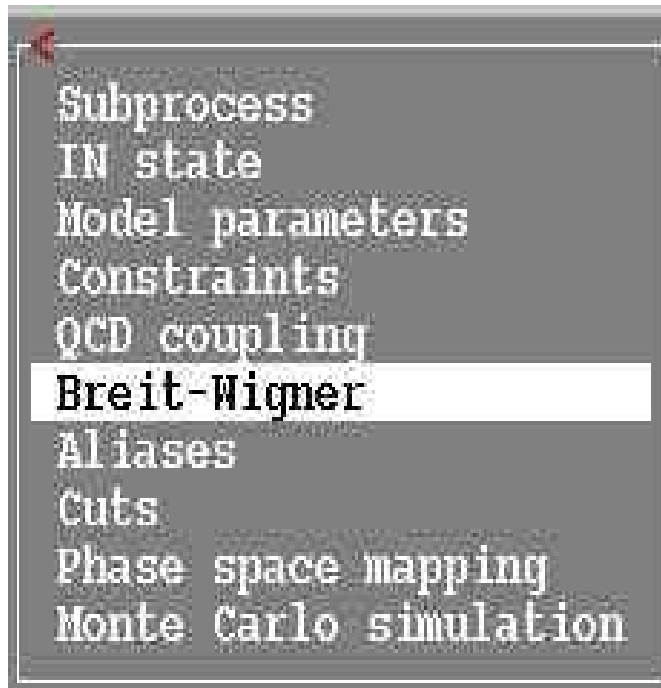 Subprocess
IN state
Model parameters
Constraints
QCD coupling
Breit-Wigner
Aliases
Cuts
Phase space mapping
Monte Carlo simulation